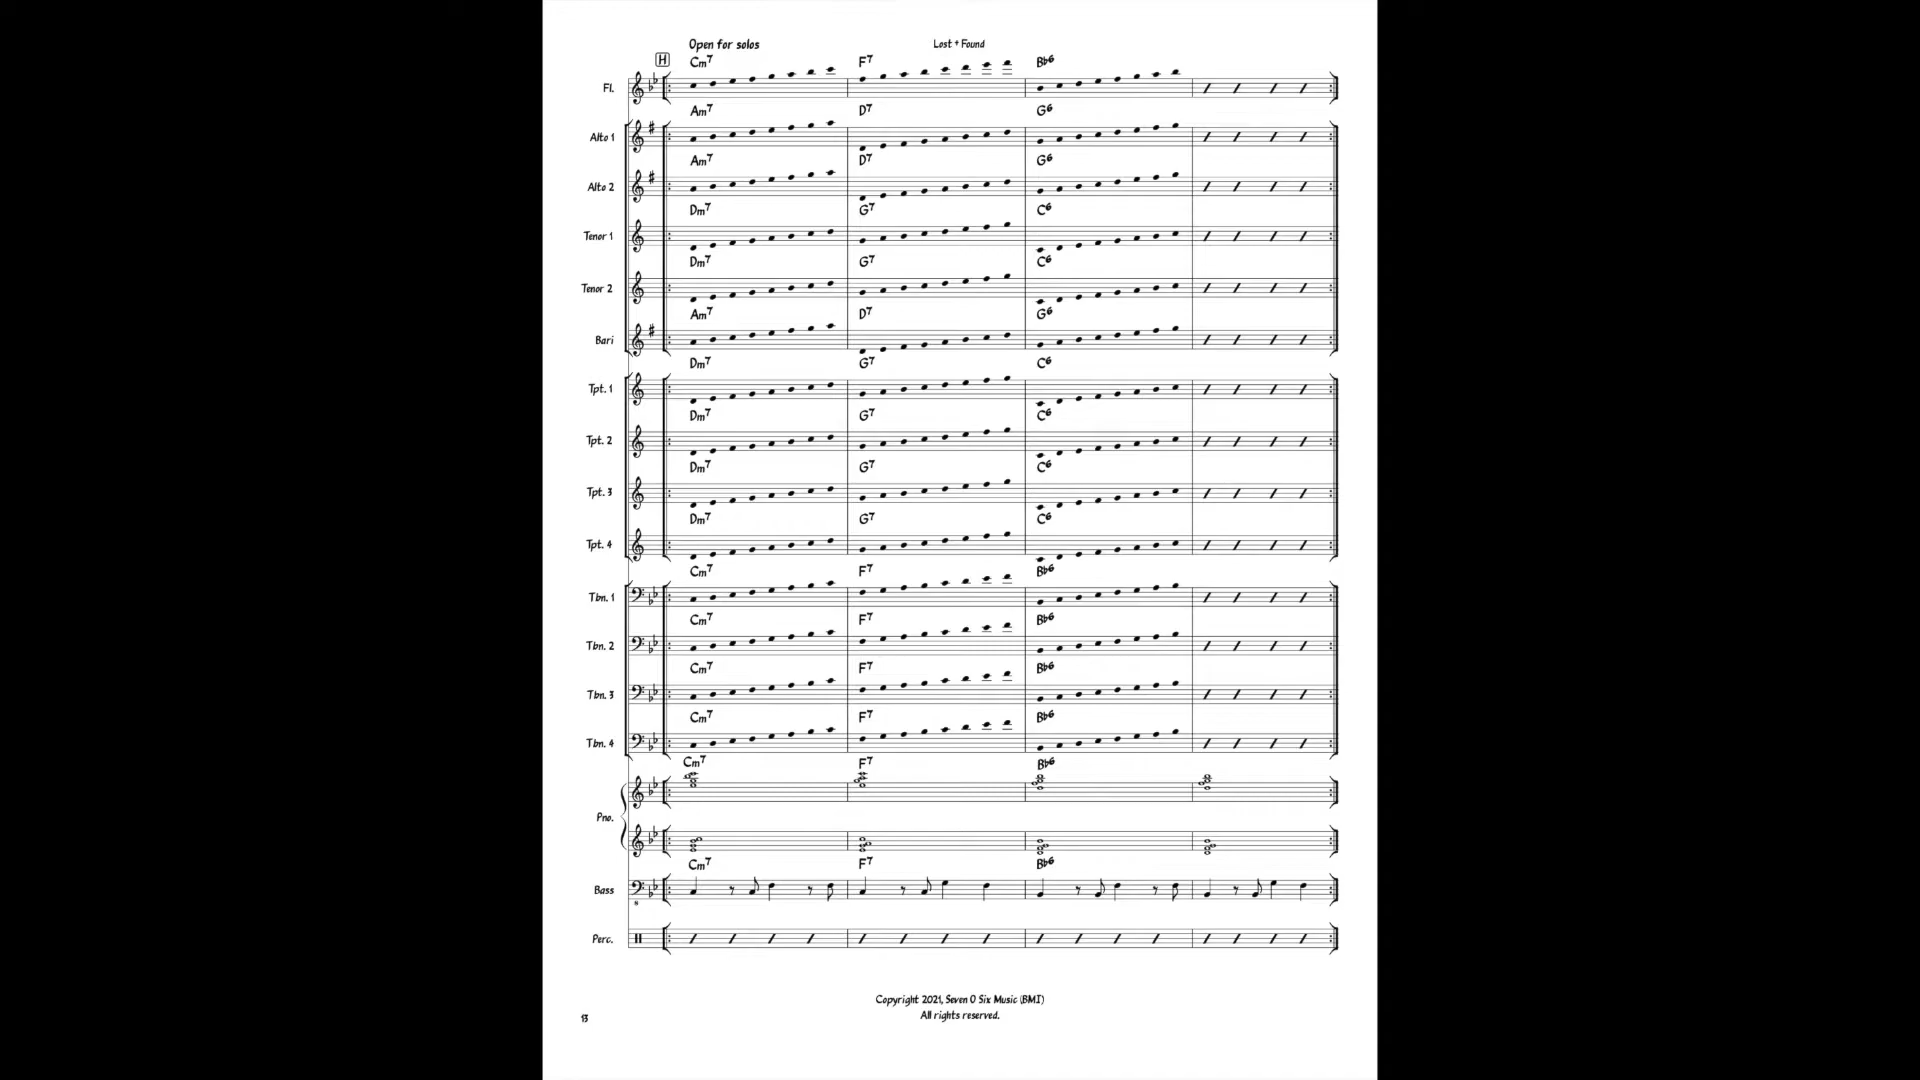 Open for solos
Lost + Found
H
Cm7 F7 Bb6
Fl.
Am7 D7 G6
Alto 1
Am7 D7 G6
Alto 2
Dm7 G7 C6
Tenor 1
Dm7 G7 C6
Tenor 2
Am7 D7 G6
Bari
Dm7 G7 C6
Tpt. 1
Dm7 G7 C6
Tpt. 2
Dm7 G7 C6
Tpt. 3
Dm7 G7 C6
Tpt. 4
Cm7 F7 Bb6
Tbn. 1
Cm7 F7 Bb6
Tbn. 2
Cm7 F7 Bb6
Tbn. 3
Cm7 F7 Bb6
Tbn. 4
Cm7 F7 Bb6
Pno.
Cm7 F7 Bb6
Bass
8
Perc.
Copyright 2021, Seven O Six Music (BMI)
All rights reserved.
13